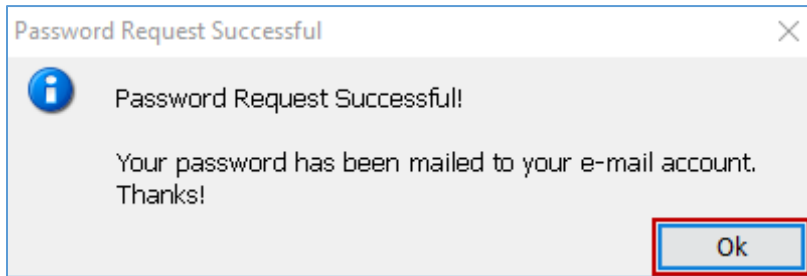 Password Request Successful
Password Request Successful!
Your password has been mailed to your e-mail account.
Thanks!
Ok